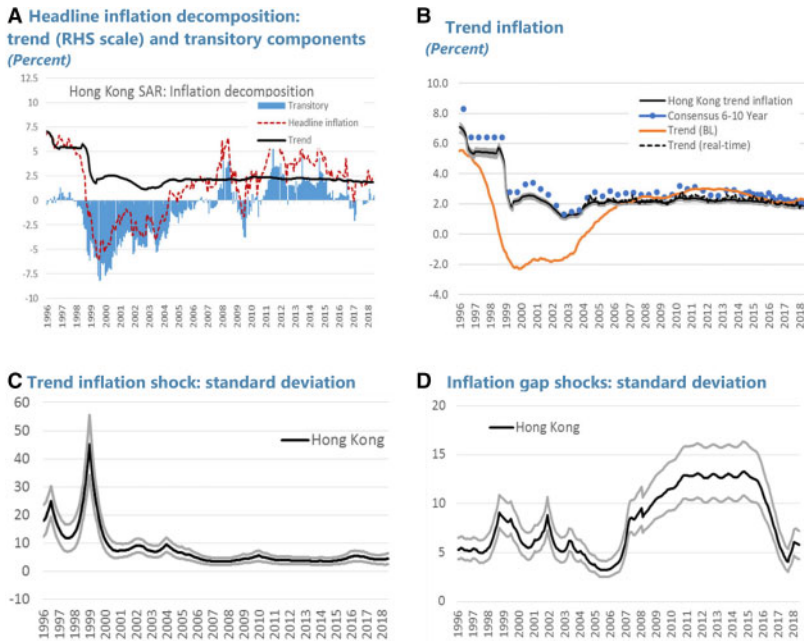 A Headline inflation decomposition:
trend (RHS scale) and transitory components
(Percent)
Hong Kong SAR: Inflation decomposition
Transitory
Headline inflation
Trend
12.5
10
7.5
5
2.5
0
-2.5
-5
-7.5
-10
1996 1997 1998 1999 2000 2001 2002 2003 2004 2005 2006 2007 2008 2009 2010 2011 2012 2013 2014 2015 2016 2017 2018
B Trend inflation
(Percent)
Hong Kong trend inflation
Consensus 6-10 Year
Trend (BL)
Trend (real-time)
10.0
8.0
6.0
4.0
2.0
0.0
-2.0
-4.0
1996 1997 1998 1999 2000 2001 2002 2003 2004 2005 2006 2007 2008 2009 2010 2011 2012 2013 2014 2015 2016 2017 2018
C Trend inflation shock: standard deviation
Hong Kong
60
50
40
30
20
10
0
-10
1996 1997 1998 1999 2000 2001 2002 2003 2004 2005 2006 2007 2008 2009 2010 2011 2012 2013 2014 2015 2016 2017 2018
D Inflation gap shocks: standard deviation
Hong Kong
20
15
10
5
0
1996 1997 1998 1999 2000 2001 2002 2003 2004 2005 2006 2007 2008 2009 2010 2011 2012 2013 2014 2015 2016 2017 2018